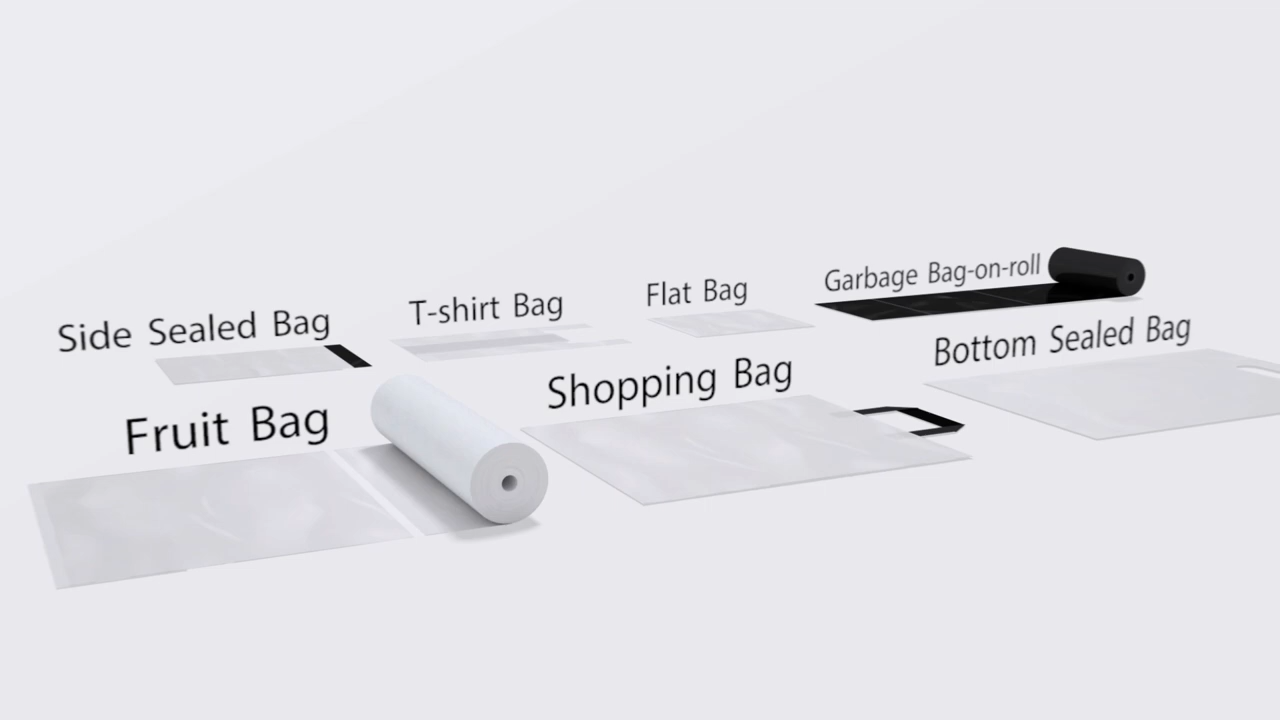 Side Sealed Bag
T-shirt Bag
Flat Bag
Garbage Bag-on-roll
Fruit Bag
Shopping Bag
Bottom Sealed Bag